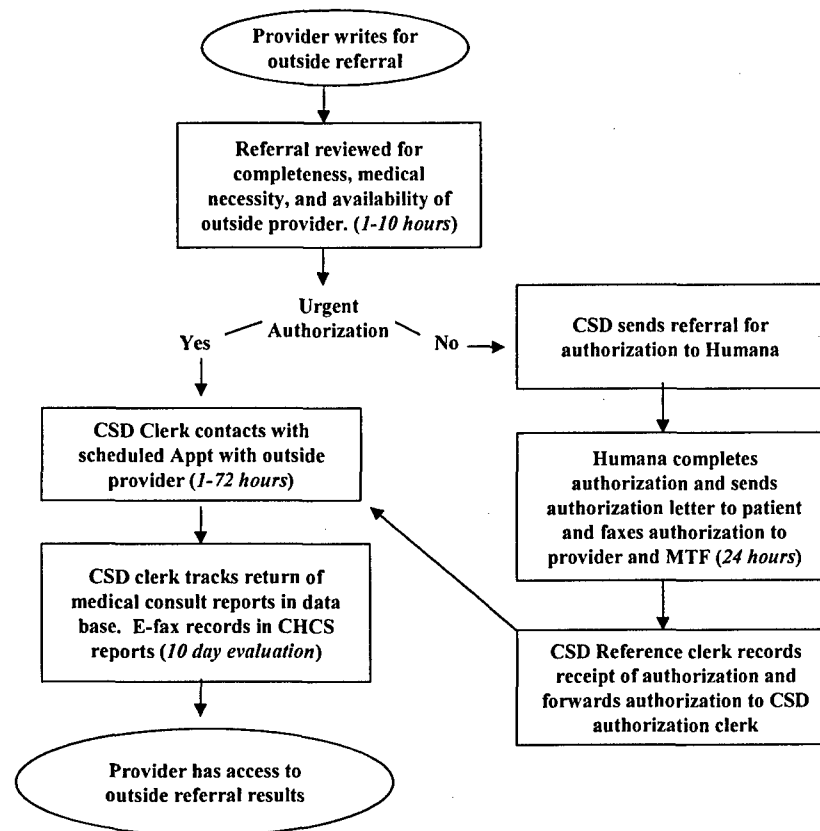 Provider writes for
outside referral
Referral reviewed for
completeness, medical
necessity, and availability of
outside provider. (1-10 hours)
Urgent
Authorization
Yes
No
CSD sends referral for
authorization to Humana
CSD Clerk contacts with
scheduled Appt with outside
provider (1-72 hours)
Humana completes
authorization and sends
authorization letter to patient
and faxes authorization to
provider and MTF (24 hours)
CSD clerk tracks return of
medical consult reports in data
base. E-fax records in CHCS
reports (10 day evaluation)
CSD Reference clerk records
receipt of authorization and
forwards authorization to CSD
authorization clerk
Provider has access to
outside referral results